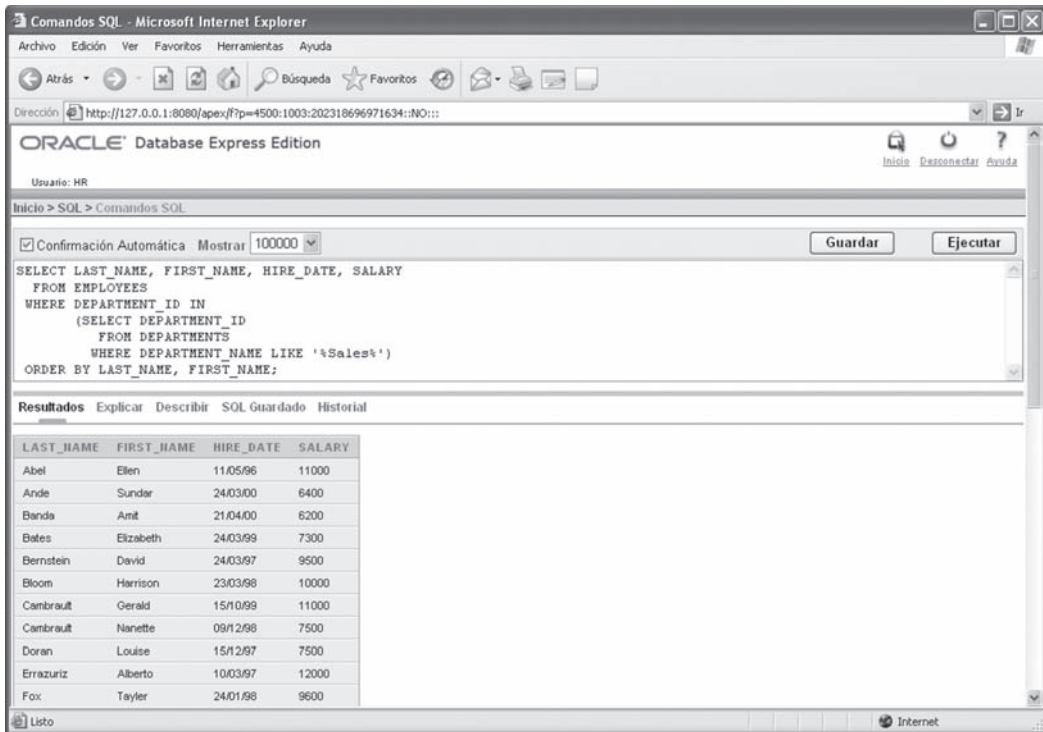 Comandos SQL - Microsoft Internet Explorer
Archivo Edición Ver Favoritos Herramientas Ayuda
Atrás Búsqueda Favoritos
Dirección http://127.0.0.1:8080/apex/f?p=4500:1003:202318696971634::NO::: Ir
ORACLE Database Express Edition
Inicio Desconectar Ayuda
Usuario: HR
Inicio > SQL > Comandos SQL
Confirmación Automática Mostrar 100000 Guardar Ejecutar
SELECT LAST_NAME, FIRST_NAME, HIRE_DATE, SALARY
FROM EMPLOYEES
WHERE DEPARTMENT_ID IN
(SELECT DEPARTMENT_ID
FROM DEPARTMENTS
WHERE DEPARTMENT_NAME LIKE '%Sales%')
ORDER BY LAST_NAME, FIRST_NAME;
Resultados Explicar Describir SQL Guardado Historial
LAST_NAME FIRST_NAME HIRE_DATE SALARY
Abel Ellen 11/05/96 11000
Ande Sundar 24/03/00 6400
Banda Amit 21/04/00 6200
Bates Elizabeth 24/03/99 7300
Bernstein David 24/03/97 9500
Bloom Harrison 23/03/98 10000
Cambrault Gerald 15/10/99 11000
Cambrault Nanette 09/12/98 7500
Doran Louise 15/12/97 7500
Errazuriz Alberto 10/03/97 12000
Fox Tayler 24/01/98 9600
Listo Internet